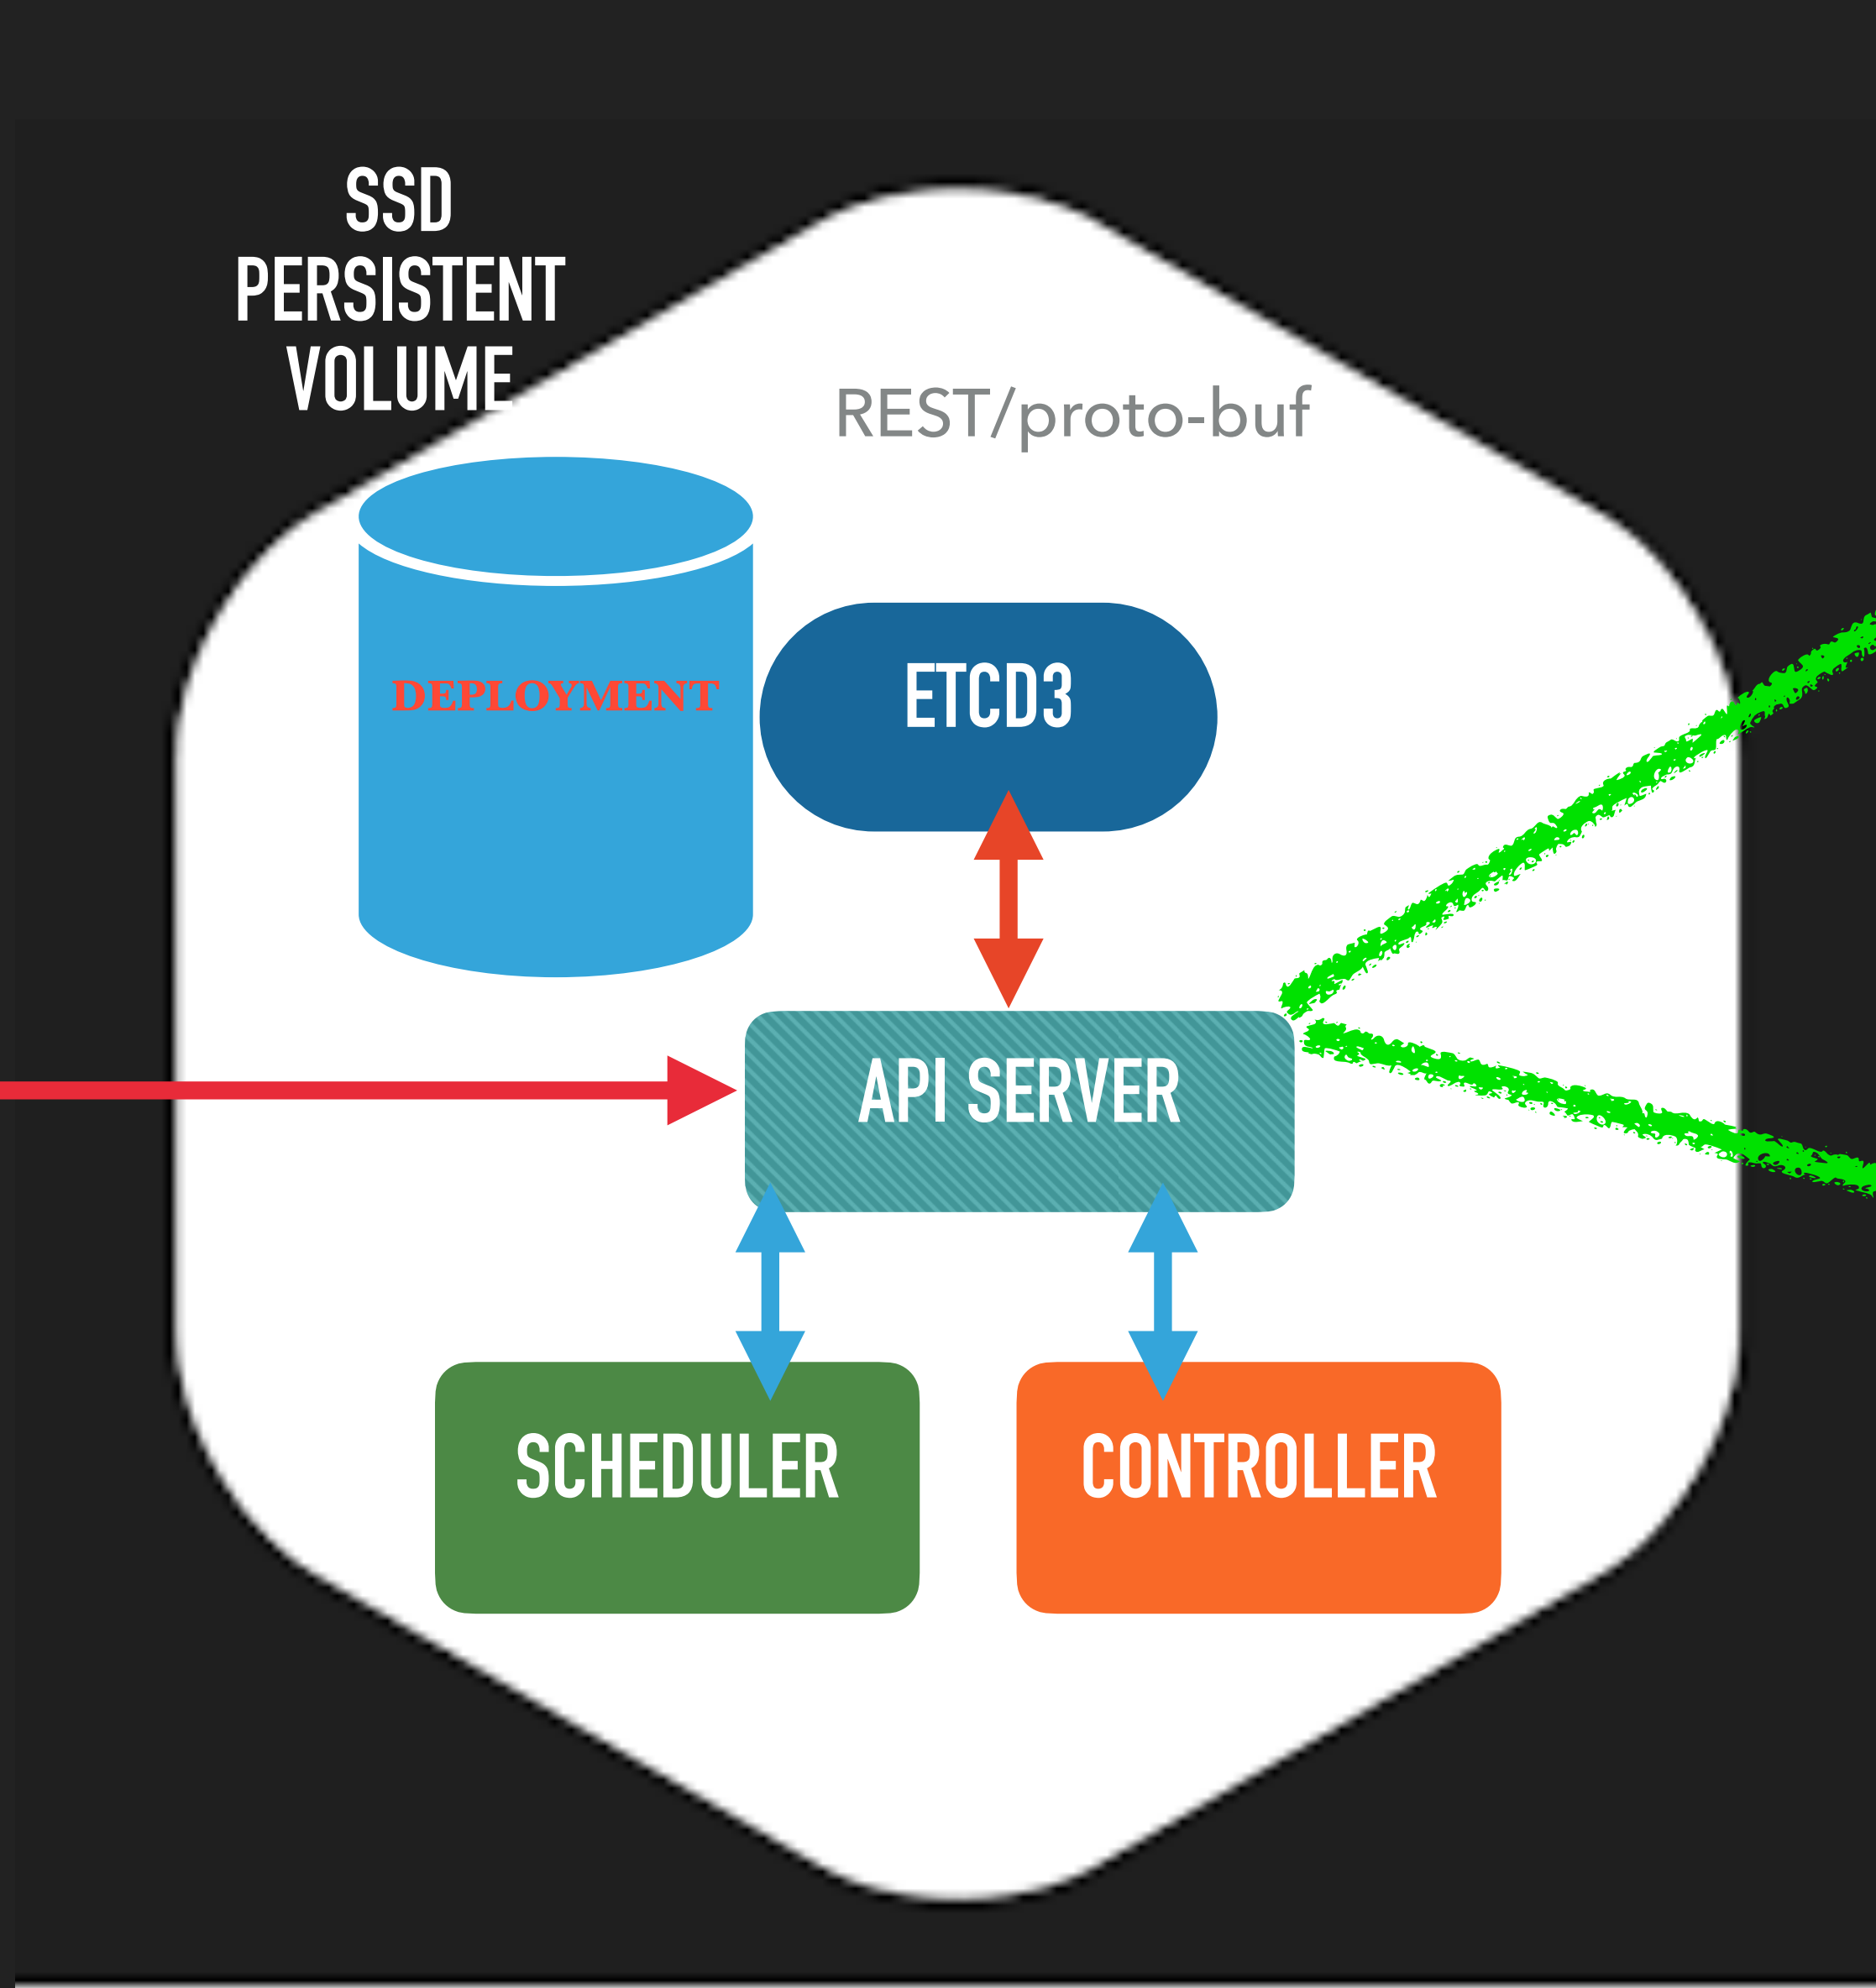 SSD
PERSISTENT
VOLUME
REST/proto-buf
ETCD3
DEPLOYMENT
API SERVER
SCHEDULER
CONTROLLER